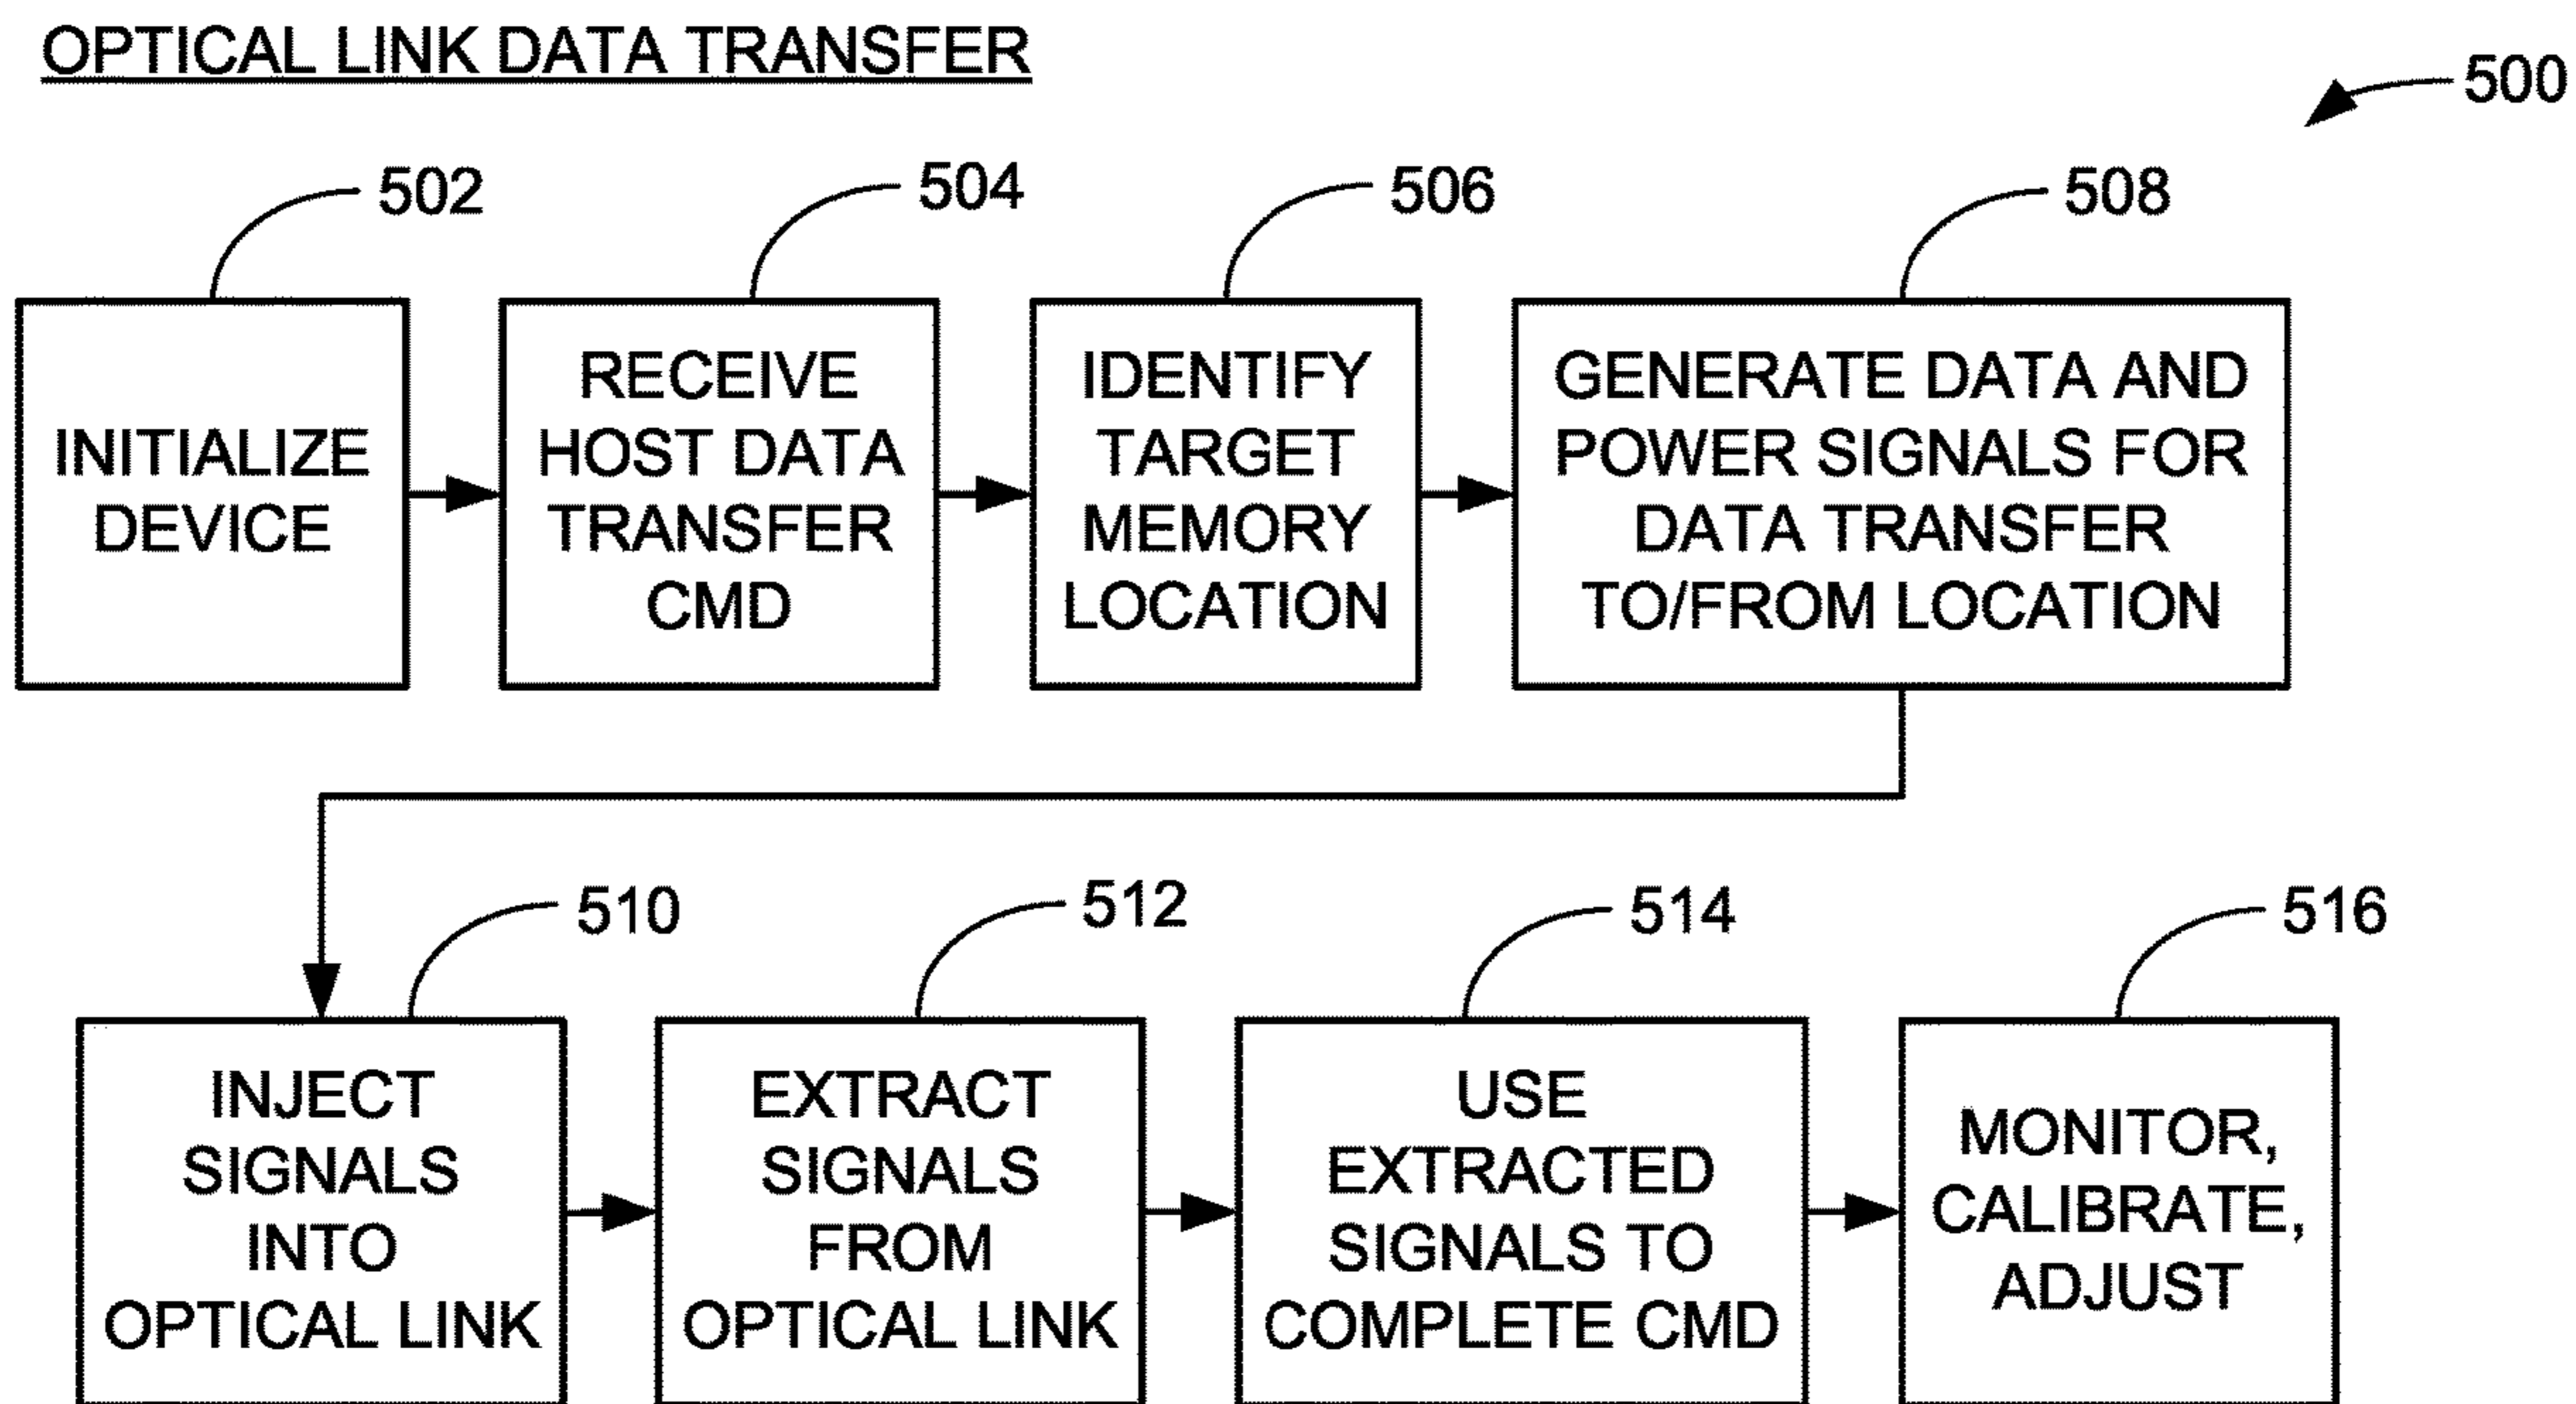 OPTICAL LINK DATA TRANSFER
500
502
504
506
508
INITIALIZE
DEVICE
RECEIVE
HOST DATA
TRANSFER
CMD
IDENTIFY
TARGET
MEMORY
LOCATION
GENERATE DATA AND
POWER SIGNALS FOR
DATA TRANSFER
TO/FROM LOCATION
510
512
514
516
INJECT
SIGNALS
INTO
OPTICAL LINK
EXTRACT
SIGNALS
FROM
OPTICAL LINK
USE
EXTRACTED
SIGNALS TO
COMPLETE CMD
MONITOR,
CALIBRATE,
ADJUST